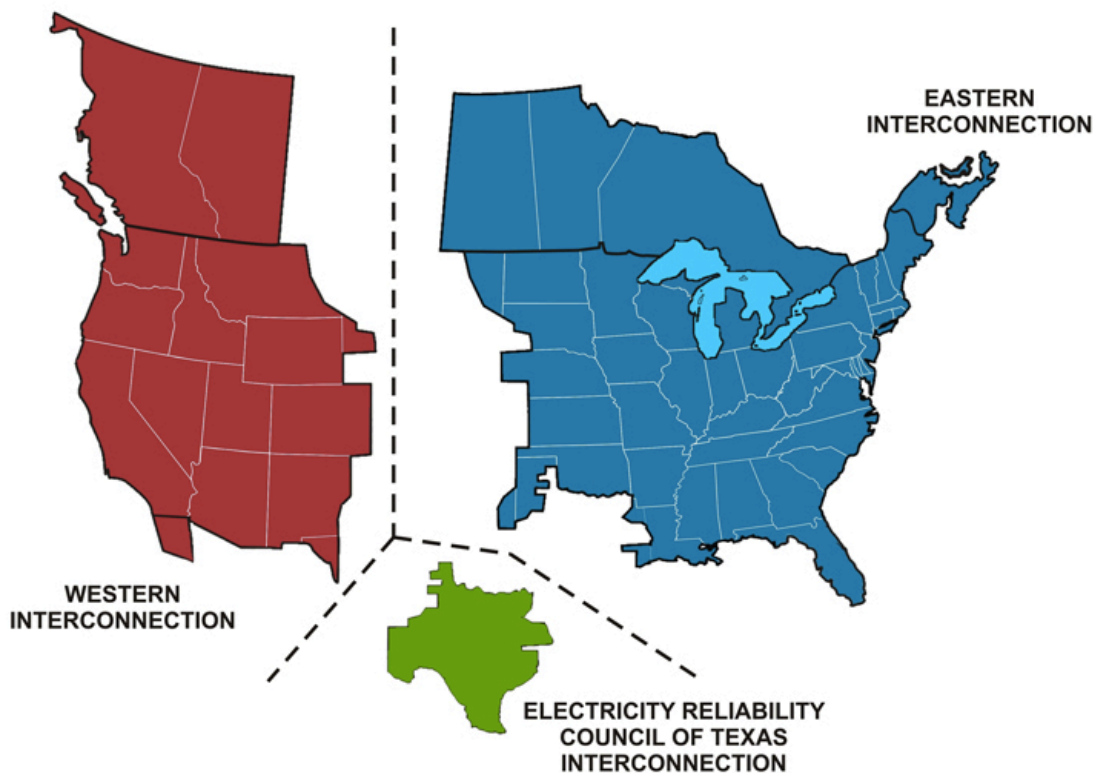 EASTERN
INTERCONNECTION
WESTERN
INTERCONNECTION
ELECTRICITY RELIABILITY
COUNCIL OF TEXAS
INTERCONNECTION